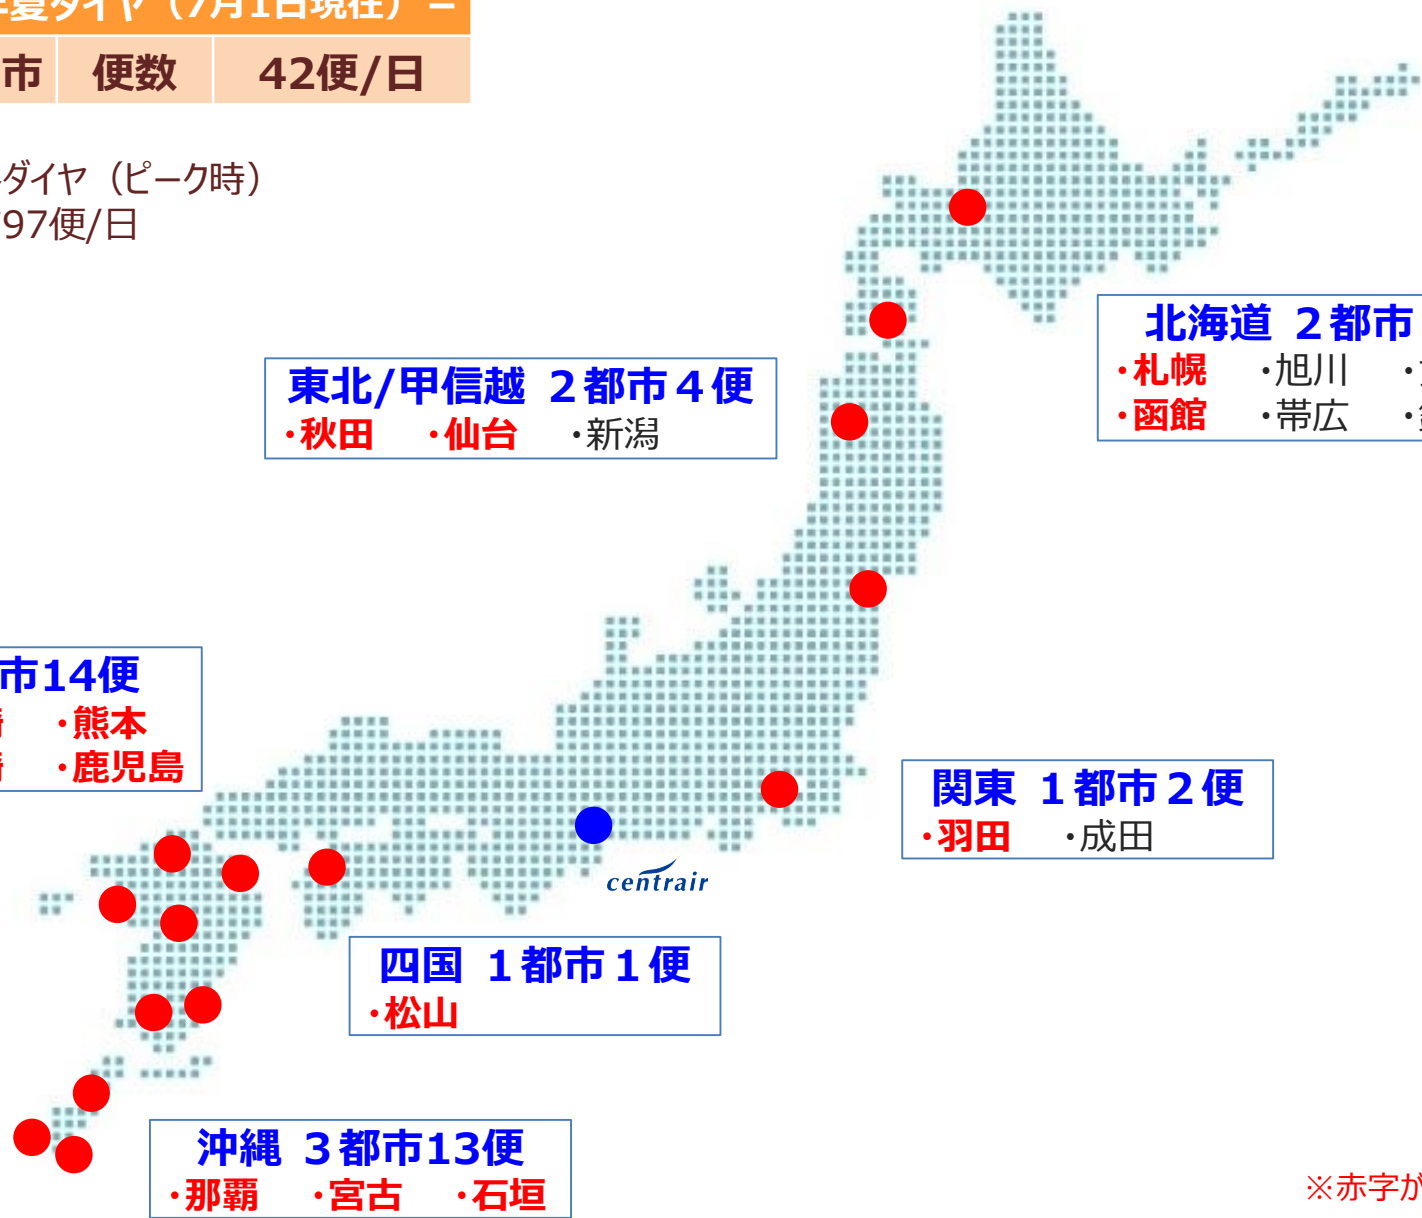 年夏ダイヤ（7月1日現在）－
市 便数 42便/日
ダイヤ（ピーク時）
97便/日
北海道 ２都市
・札幌 ・旭川
・函館 ・帯広
東北/甲信越 ２都市４便
・秋田 ・仙台 ・新潟
市14便
・熊本
・鹿児島
関東 １都市２便
・羽田 ・成田
centrair
四国 １都市１便
・松山
沖縄 ３都市13便
・那覇 ・宮古 ・石垣
※赤字が